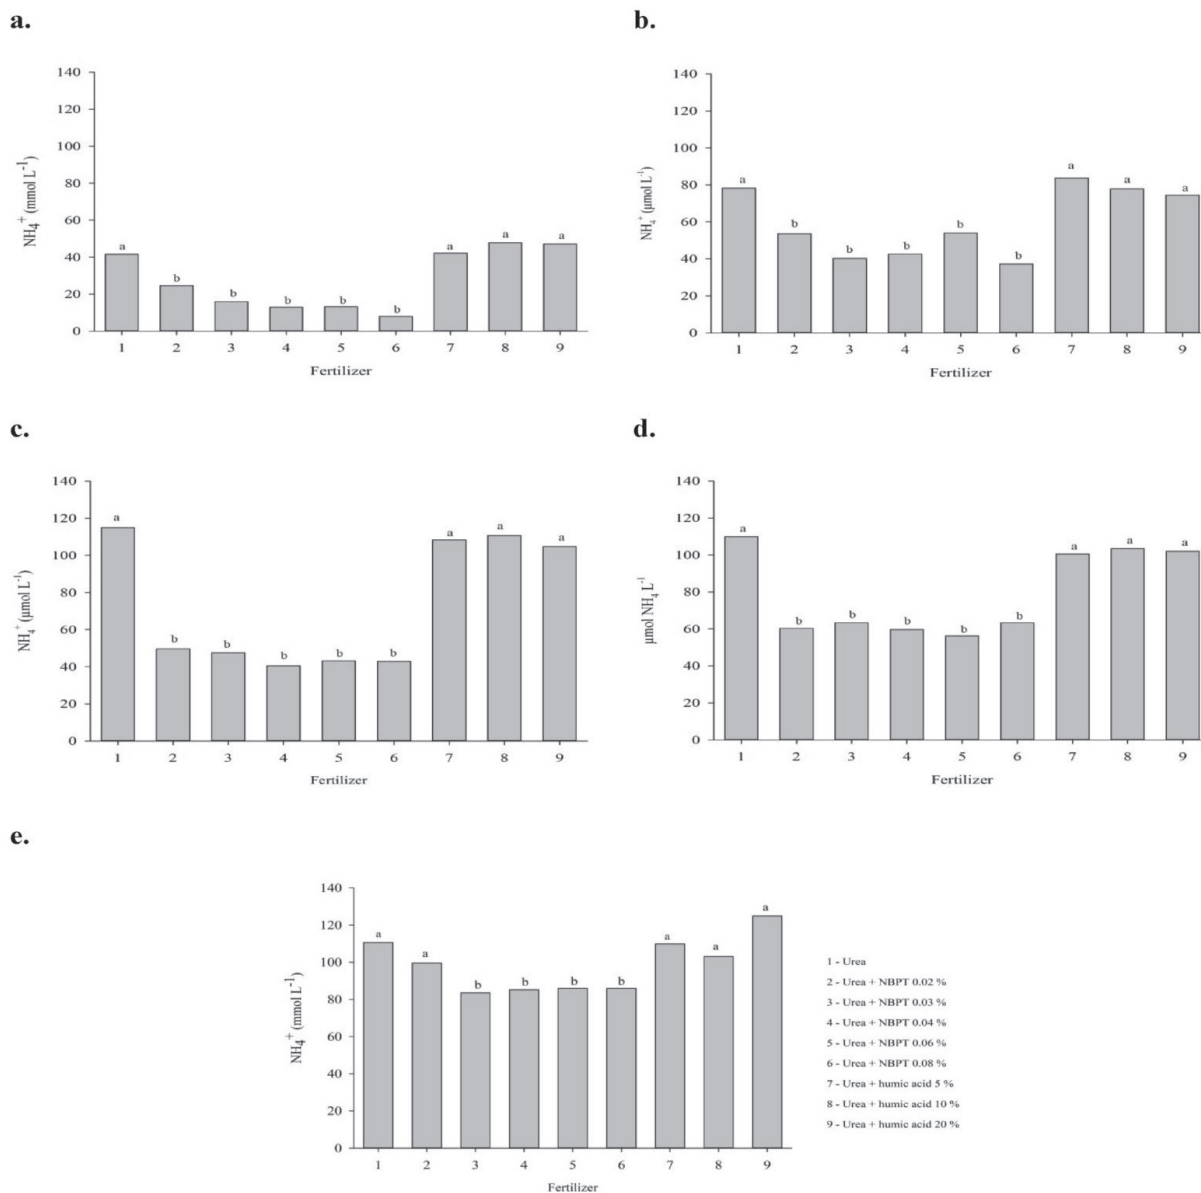 a.
NH4+ (mmol L-1)
140
120
100
80
60
40
20
0
a
b
b
b
b
b
a
a
a
1 2 3 4 5 6 7 8 9
Fertilizer
b.
NH4+ (µmol L-1)
140
120
100
80
60
40
20
0
a
b
b
b
b
b
a
a
a
1 2 3 4 5 6 7 8 9
Fertilizer
c.
NH4+ (µmol L-1)
140
120
100
80
60
40
20
0
a
b
b
b
b
b
a
a
a
1 2 3 4 5 6 7 8 9
Fertilizer
d.
µmol NH4 L-1
140
120
100
80
60
40
20
0
a
b
b
b
b
b
a
a
a
1 2 3 4 5 6 7 8 9
Fertilizer
e.
NH4+ (mmol L-1)
140
120
100
80
60
40
20
0
a
a
b
b
b
b
a
a
a
1 2 3 4 5 6 7 8 9
Fertilizer
1 - Urea
2 - Urea + NBPT 0.02 %
3 - Urea + NBPT 0.03 %
4 - Urea + NBPT 0.04 %
5 - Urea + NBPT 0.06 %
6 - Urea + NBPT 0.08 %
7 - Urea + humic acid 5 %
8 - Urea + humic acid 10 %
9 - Urea + humic acid 20 %